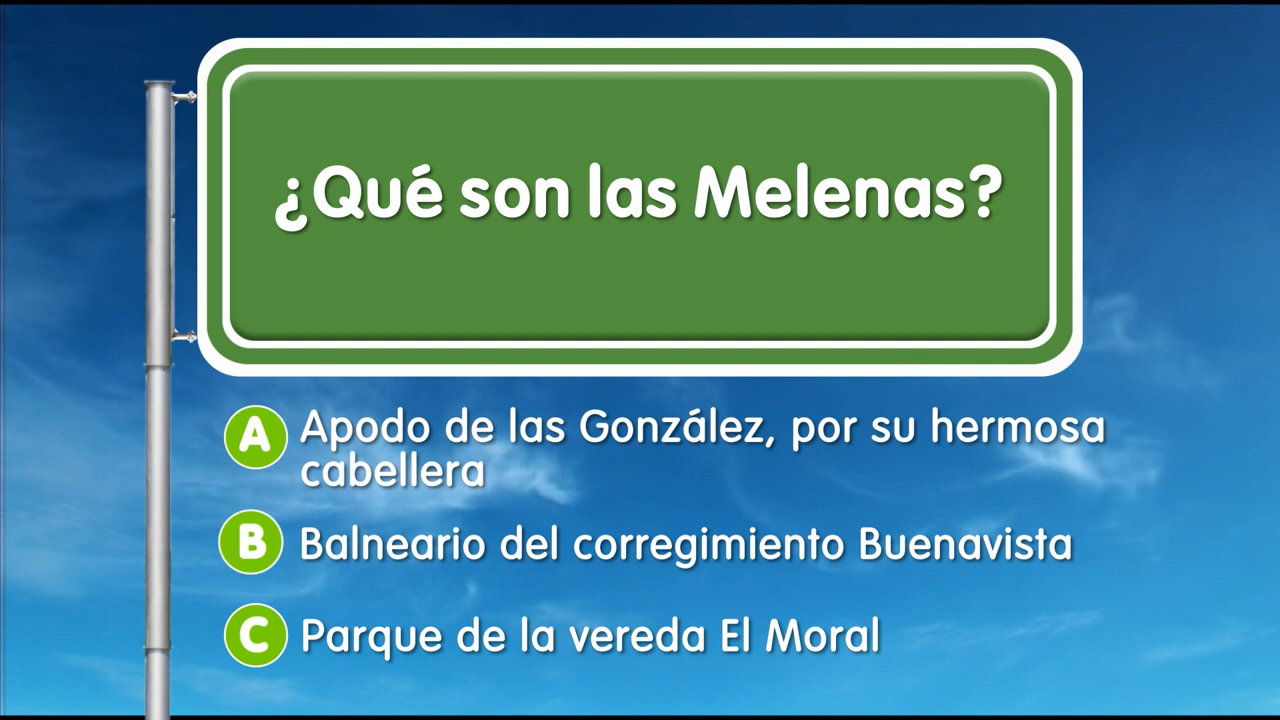 ¿Qué son las Melenas?
A Apodo de las González, por su hermosa
cabellera
B Balneario del corregimiento Buenavista
C Parque de la vereda El Moral